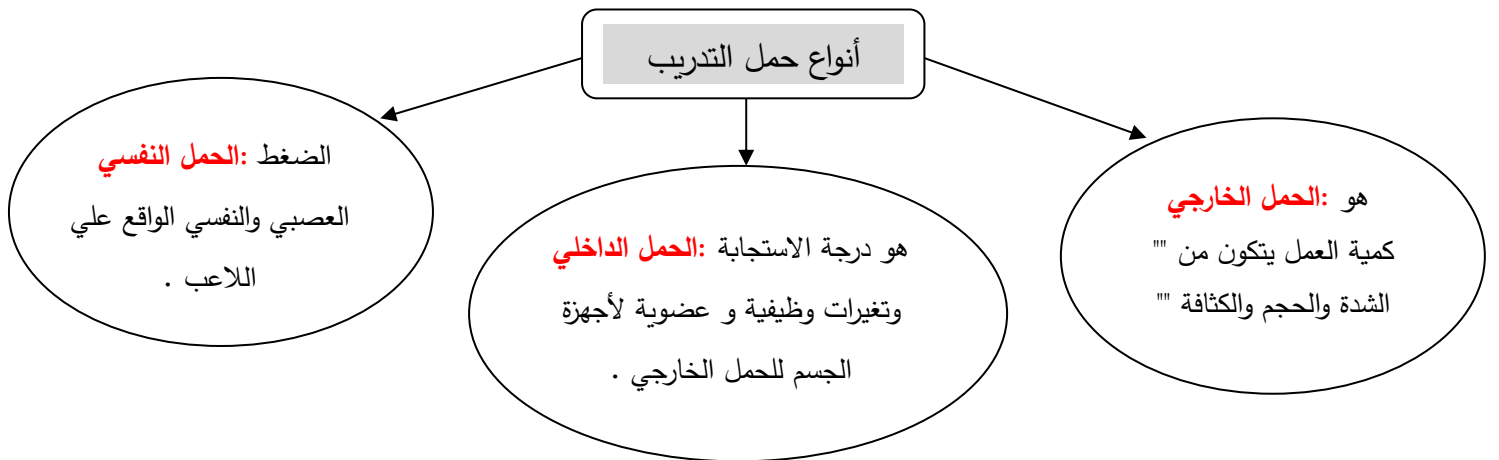 أنواع حمل التدريب
الحمل الخارجي: هو
كمية العمل يتكون من ""
الشدة والحجم والكثافة ""
الحمل الداخلي: هو درجة الاستجابة
وتغيرات وظيفية و عضوية لأجهزة
الجسم للحمل الخارجي .
الحمل النفسي: الضغط
العصبي والنفسي الواقع علي
اللاعب .